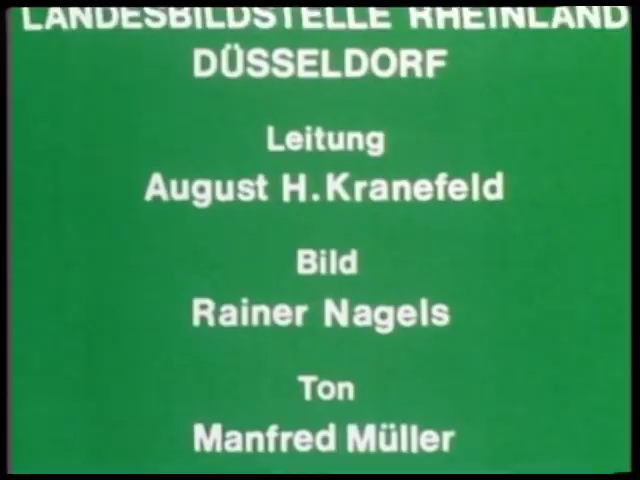 LANDESBILDSTELLE RHEINLAND
DÜSSELDORF
Leitung
August H. Kranefeld
Bild
Rainer Nagels
Ton
Manfred Müller